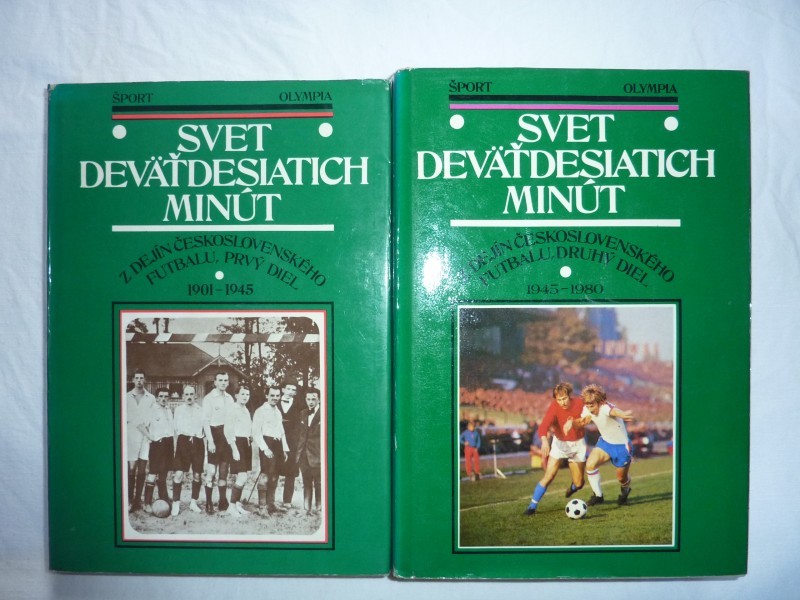 ŠPORT OLYMPIA
SVET
DEVÄŤDESIATICH
MINÚT
Z DEJÍN ČESKOSLOVENSKÉHO
FUTBALU. PRVÝ DIEL
1901-1945
ŠPORT OLYMPIA
SVET
DEVÄŤDESIATICH
MINÚT
Z DEJÍN ČESKOSLOVENSKÉHO
FUTBALU. DRUHÝ DIEL
1945-1980